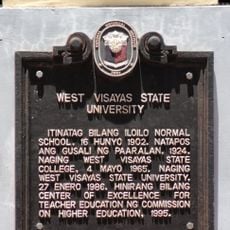 WEST VISAYAS STATE
UNIVERSITY
ITINATAG BILANG ILOILO NORMAL
SCHOOL, 16 HUNYO 1902. NATAPOS
ANG GUSALI NG PAARALAN, 1924.
NAGING WEST VISAYAS STATE
COLLEGE, 4 MAYO 1965. NAGING
WEST VISAYAS STATE UNIVERSITY,
27 ENERO 1986. HINIRANG BILANG
CENTER OF EXCELLENCE FOR
TEACHER EDUCATION NG COMMISSION
ON HIGHER EDUCATION, 1995.